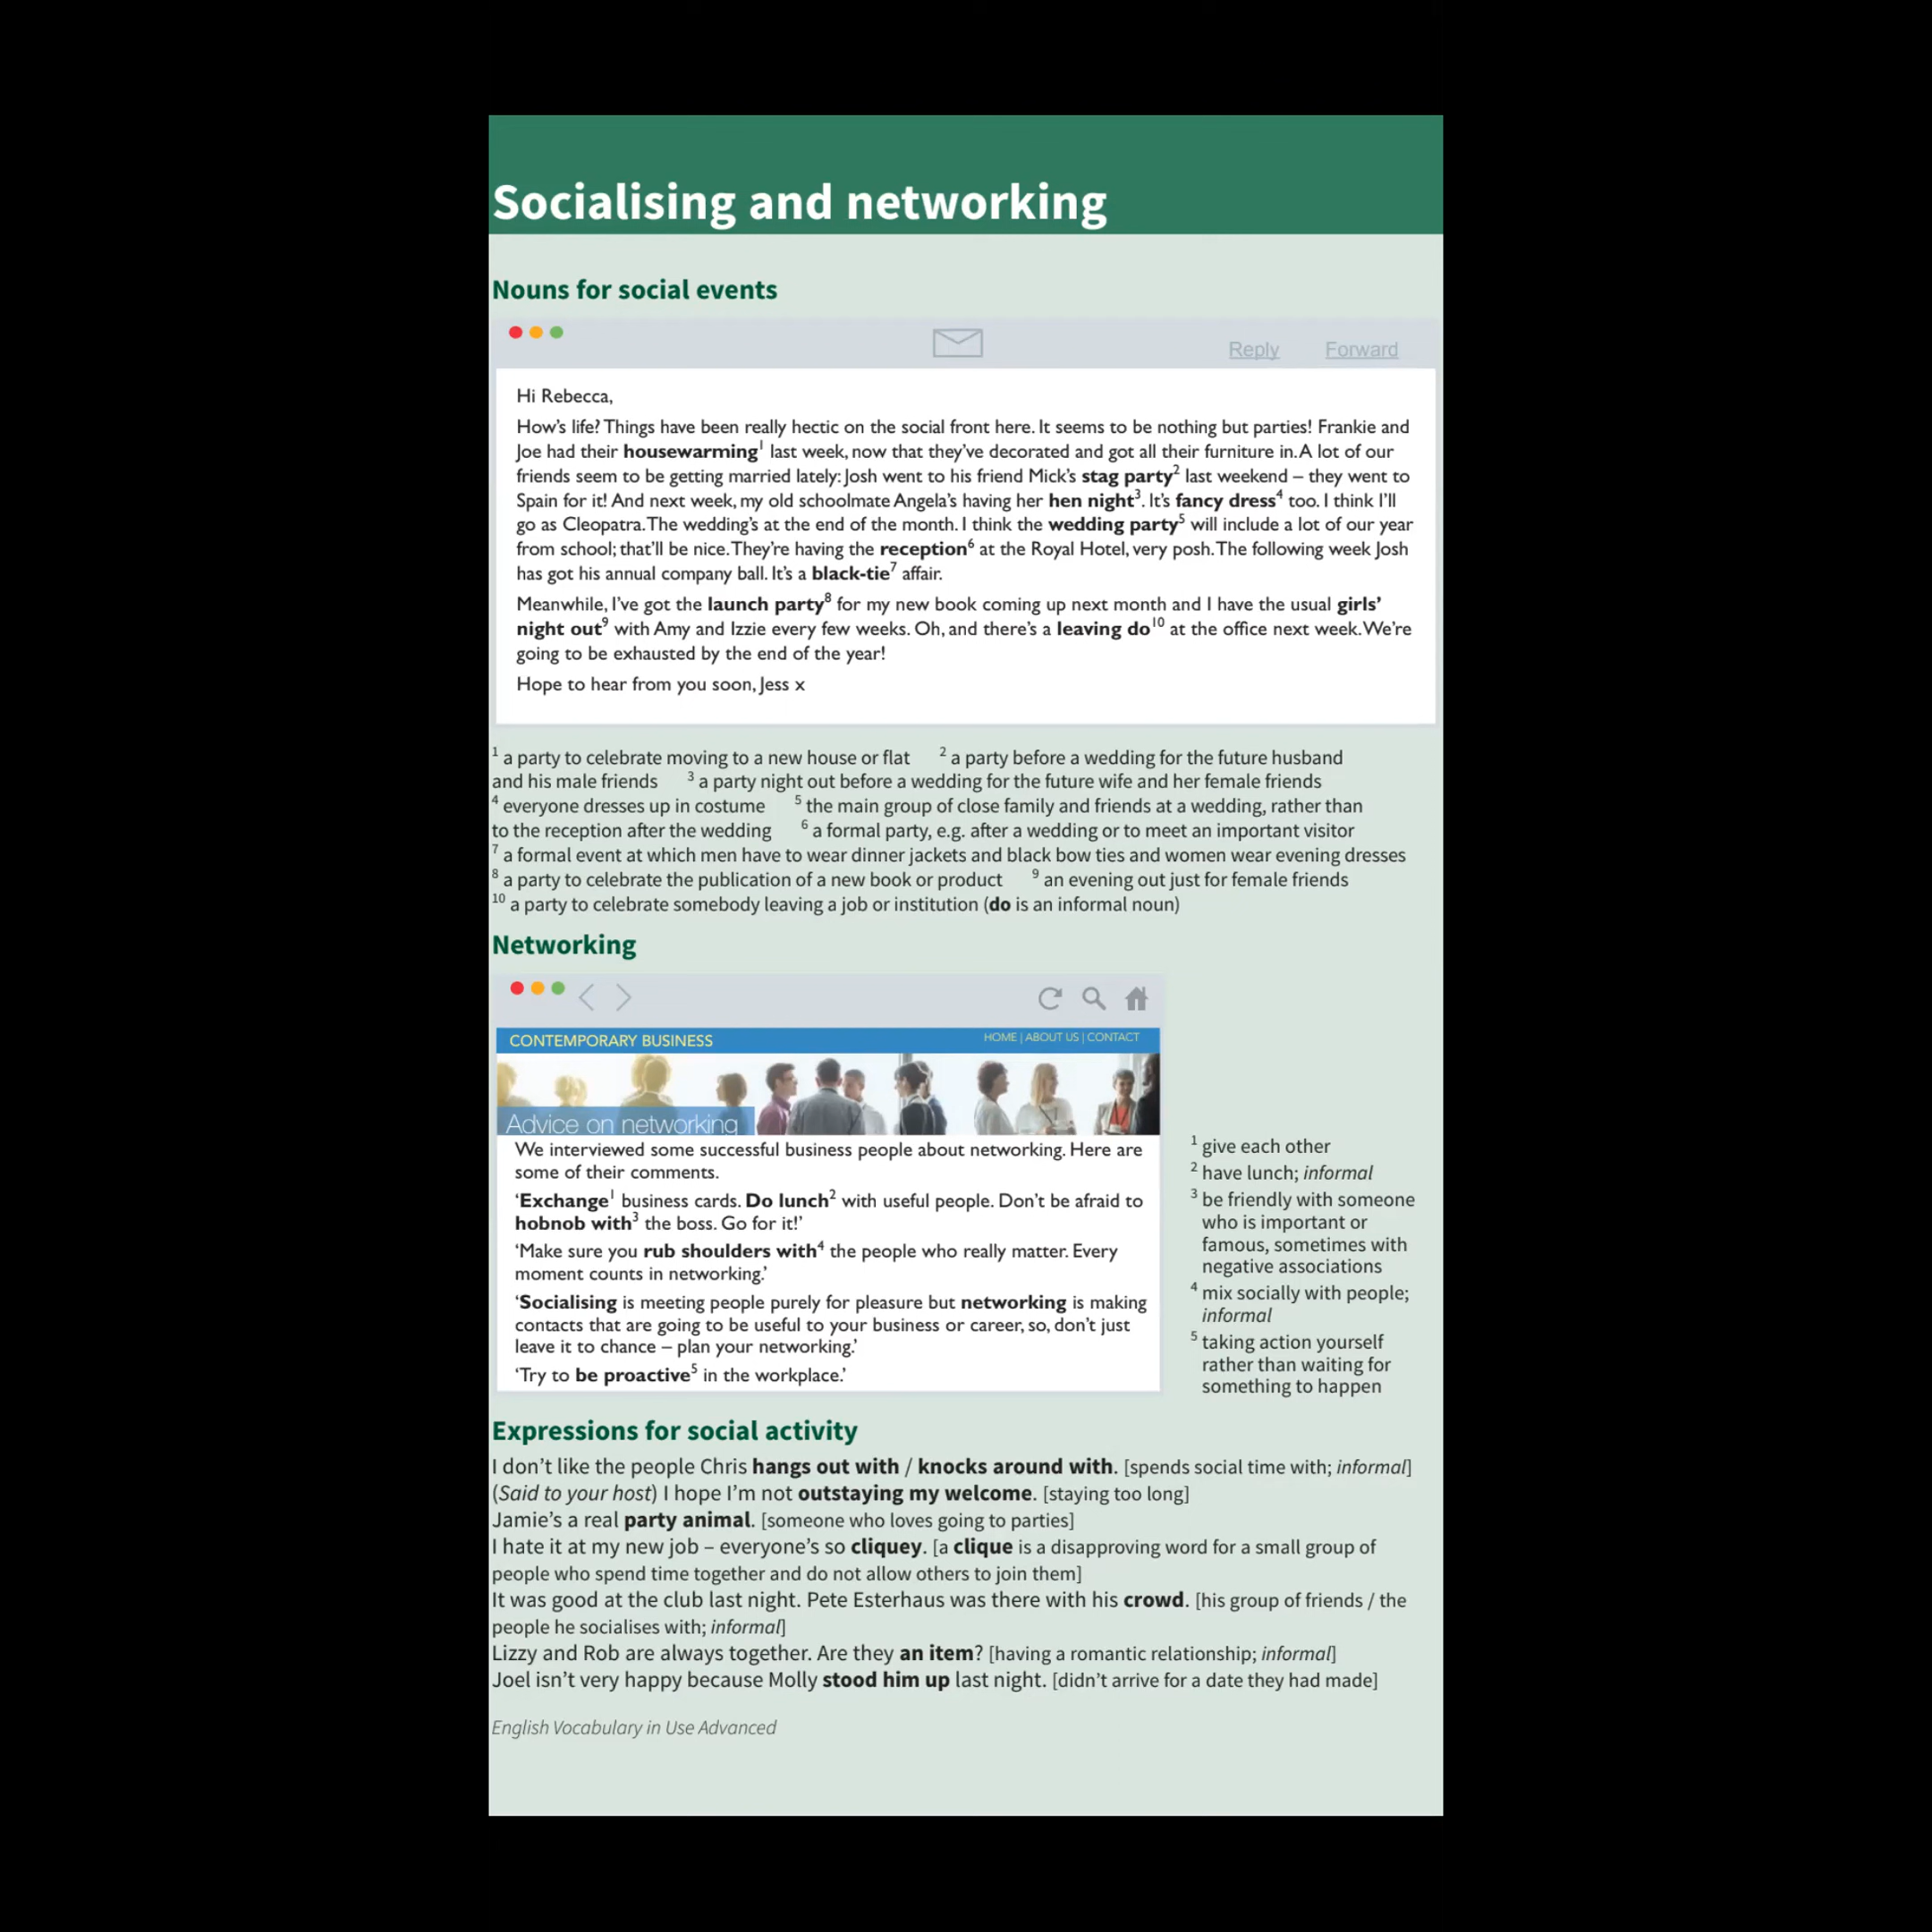 Socialising and networking
Nouns for social events
Reply Forward
Hi Rebecca,
How's life? Things have been really hectic on the social front here. It seems to be nothing but parties! Frankie and
Joe had their housewarming1 last week, now that they've decorated and got all their furniture in. A lot of our
friends seem to be getting married lately: Josh went to his friend Mick's stag party2 last weekend – they went to
Spain for it! And next week, my old schoolmate Angela's having her hen night3. It's fancy dress4 too. I think I'll
go as Cleopatra. The wedding's at the end of the month. I think the wedding party5 will include a lot of our year
from school; that'll be nice. They're having the reception6 at the Royal Hotel, very posh. The following week Josh
has got his annual company ball. It's a black-tie7 affair.
Meanwhile, I've got the launch party8 for my new book coming up next month and I have the usual girls'
night out9 with Amy and Izzie every few weeks. Oh, and there's a leaving do10 at the office next week. We're
going to be exhausted by the end of the year!
Hope to hear from you soon, Jess x
1 a party to celebrate moving to a new house or flat 2 a party before a wedding for the future husband
and his male friends 3 a party night out before a wedding for the future wife and her female friends
4 everyone dresses up in costume 5 the main group of close family and friends at a wedding, rather than
to the reception after the wedding 6 a formal party, e.g. after a wedding or to meet an important visitor
7 a formal event at which men have to wear dinner jackets and black bow ties and women wear evening dresses
8 a party to celebrate the publication of a new book or product 9 an evening out just for female friends
10 a party to celebrate somebody leaving a job or institution (do is an informal noun)
Networking
CONTEMPORARY BUSINESS
HOME | ABOUT US | CONTACT
Advice on networking
We interviewed some successful business people about networking. Here are
some of their comments.
'Exchange1 business cards. Do lunch2 with useful people. Don't be afraid to
hobnob with3 the boss. Go for it!'
'Make sure you rub shoulders with4 the people who really matter. Every
moment counts in networking.'
'Socialising is meeting people purely for pleasure but networking is making
contacts that are going to be useful to your business or career, so, don't just
leave it to chance – plan your networking.'
'Try to be proactive5 in the workplace.'
1 give each other
2 have lunch; informal
3 be friendly with someone
who is important or
famous, sometimes with
negative associations
4 mix socially with people;
informal
5 taking action yourself
rather than waiting for
something to happen
Expressions for social activity
I don't like the people Chris hangs out with / knocks around with. [spends social time with; informal]
(Said to your host) I hope I'm not outstaying my welcome. [staying too long]
Jamie's a real party animal. [someone who loves going to parties]
I hate it at my new job – everyone's so cliquey. [a clique is a disapproving word for a small group of
people who spend time together and do not allow others to join them]
It was good at the club last night. Pete Esterhaus was there with his crowd. [his group of friends / the
people he socialises with; informal]
Lizzy and Rob are always together. Are they an item? [having a romantic relationship; informal]
Joel isn't very happy because Molly stood him up last night. [didn't arrive for a date they had made]
English Vocabulary in Use Advanced